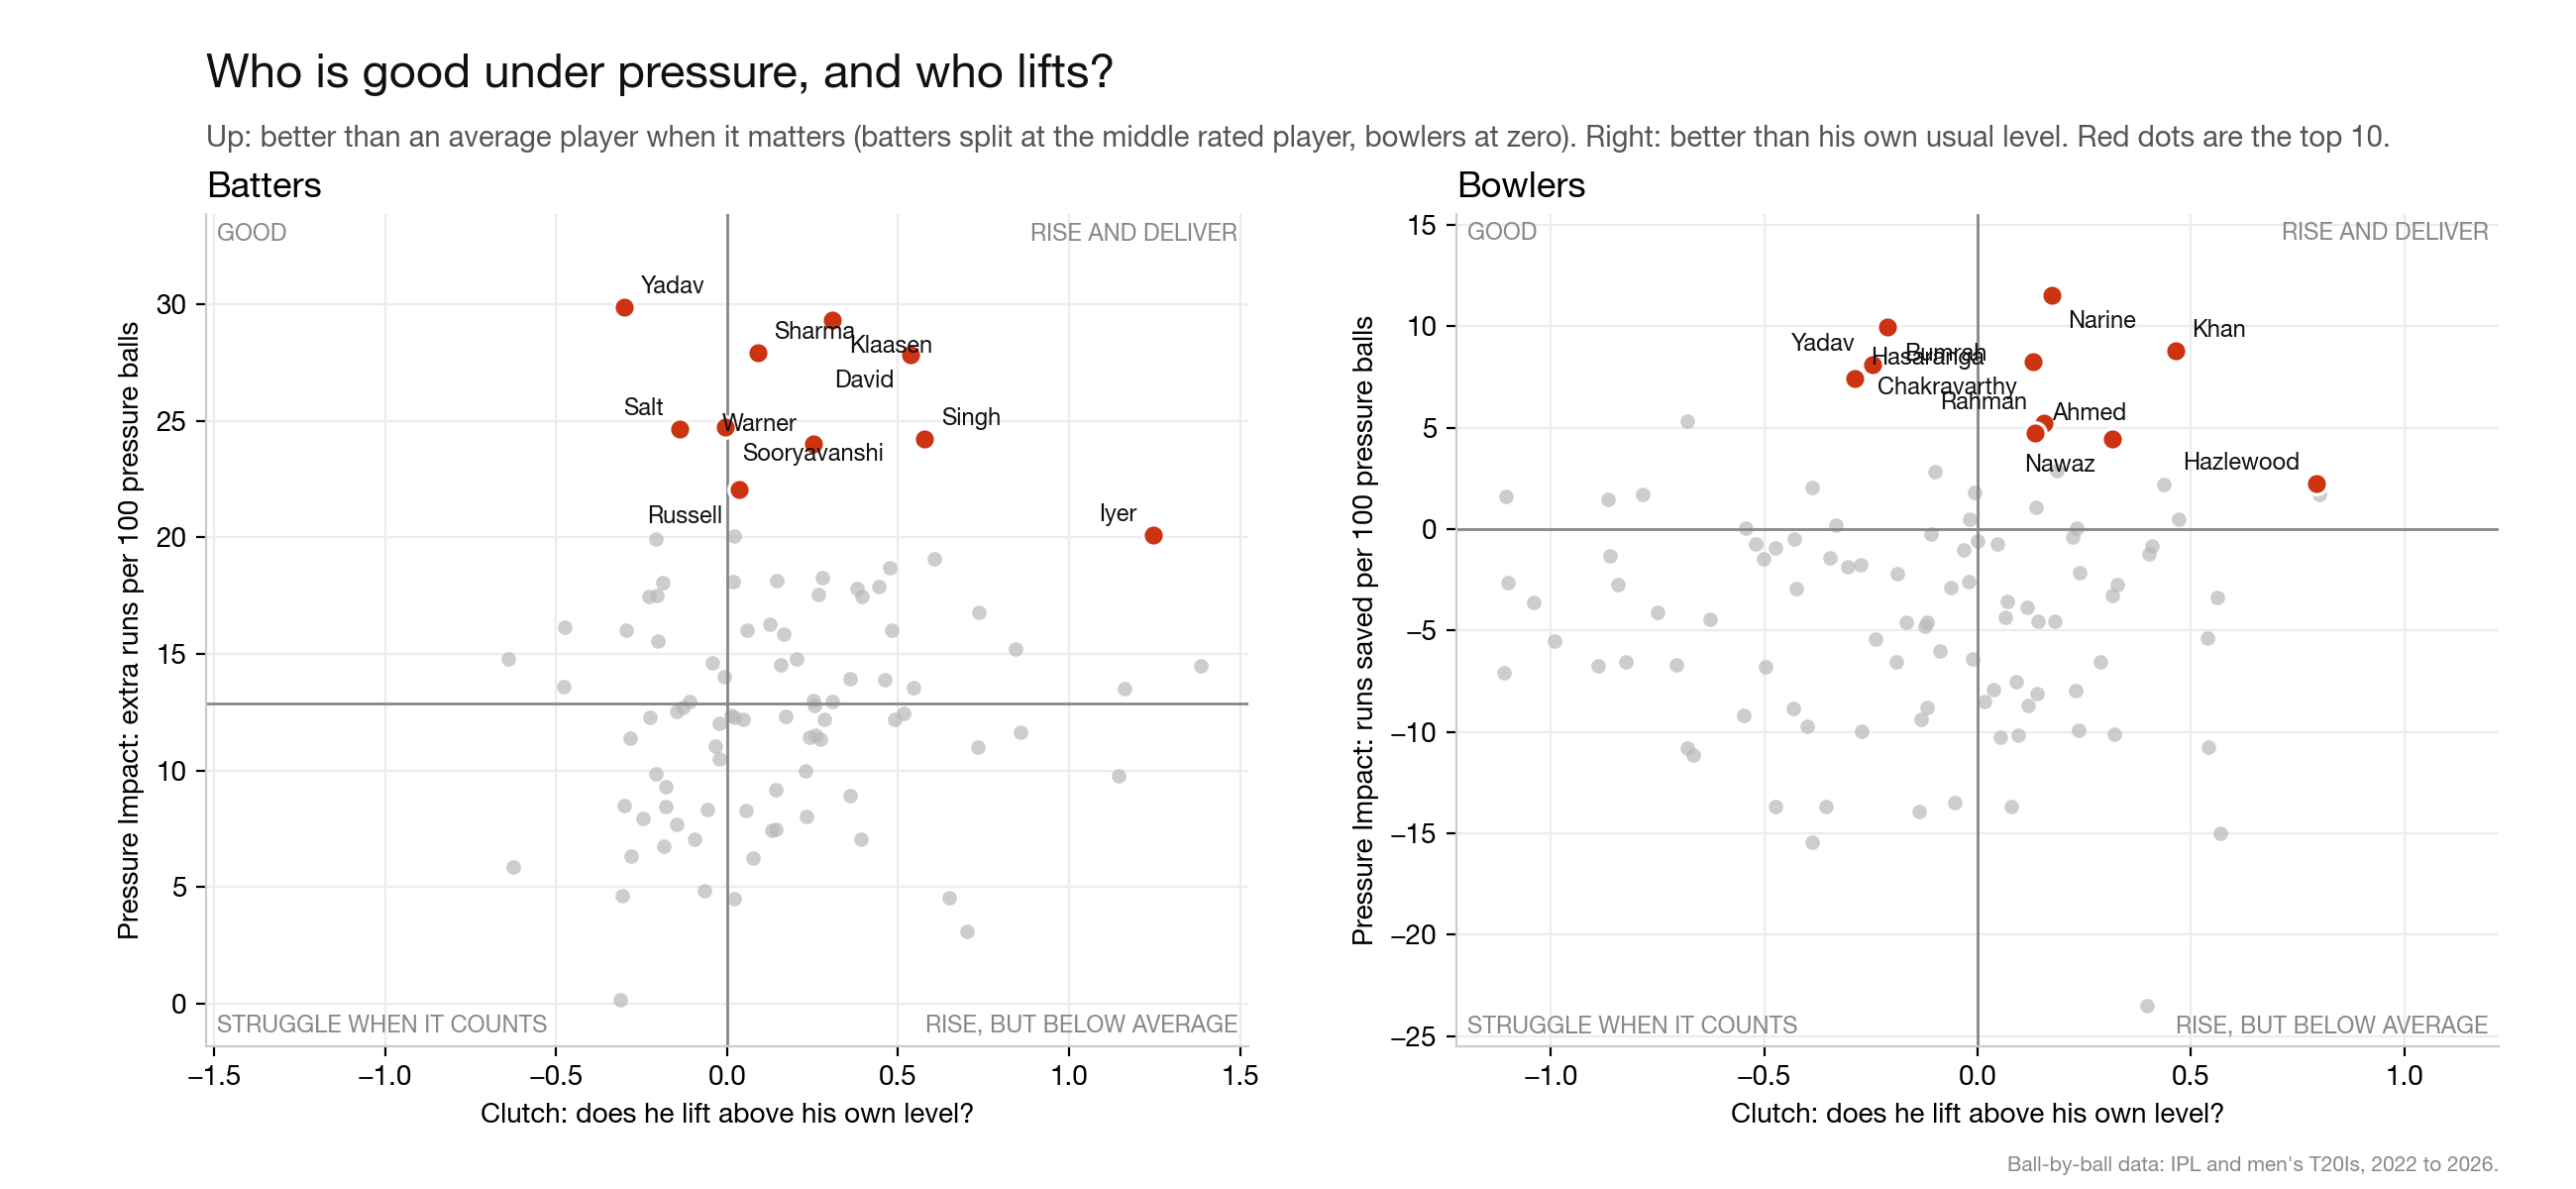 Who is good under pressure, and who lifts?
Up: better than an average player when it matters (batters split at the middle rated player, bowlers at zero). Right: better than his own usual level. Red dots are the top 10.
Batters
GOOD
RISE AND DELIVER
Yadav
Sharma
Klaasen
David
Salt
Warner
Singh
Sooryavanshi
Russell
Iyer
STRUGGLE WHEN IT COUNTS
RISE, BUT BELOW AVERAGE
30
25
20
15
10
5
0
Pressure Impact: extra runs per 100 pressure balls
−1.5
−1.0
−0.5
0.0
0.5
1.0
1.5
Clutch: does he lift above his own level?
Bowlers
GOOD
RISE AND DELIVER
Narine
Khan
Yadav
Bumrah
Hasaranga
Chakravarthy
Rahman
Ahmed
Nawaz
Hazlewood
STRUGGLE WHEN IT COUNTS
RISE, BUT BELOW AVERAGE
15
10
5
0
−5
−10
−15
−20
−25
Pressure Impact: runs saved per 100 pressure balls
−1.0
−0.5
0.0
0.5
1.0
Clutch: does he lift above his own level?
Ball-by-ball data: IPL and men's T20Is, 2022 to 2026.